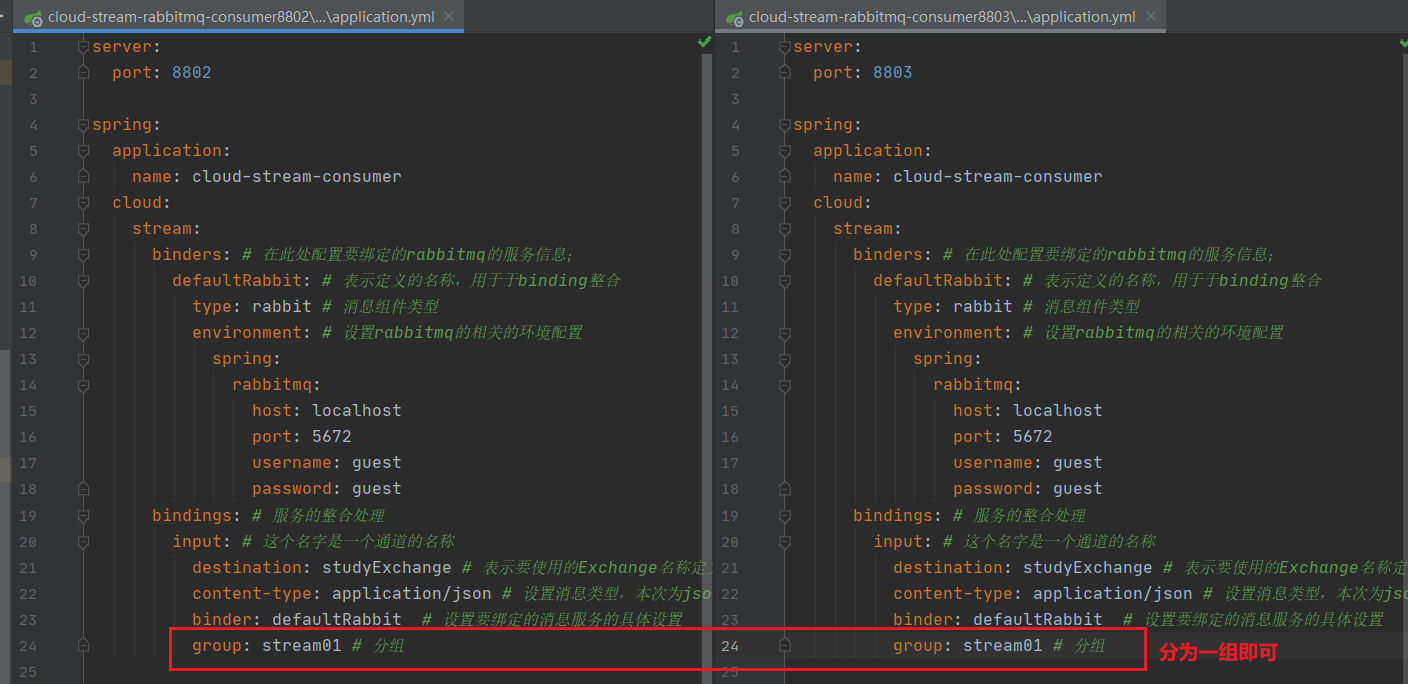 cloud-stream-rabbitmq-consumer8802\...\application.yml
1 server:
2 port: 8802
3
4 spring:
5 application:
6 name: cloud-stream-consumer
7 cloud:
8 stream:
9 binders: # 在此处配置要绑定的rabbitmq的服务信息；
10 defaultRabbit: # 表示定义的名称，用于于binding整合
11 type: rabbit # 消息组件类型
12 environment: # 设置rabbitmq的相关的环境配置
13 spring:
14 rabbitmq:
15 host: localhost
16 port: 5672
17 username: guest
18 password: guest
19 bindings: # 服务的整合处理
20 input: # 这个名字是一个通道的名称
21 destination: studyExchange # 表示要使用的Exchange名称定
22 content-type: application/json # 设置消息类型，本次为jso
23 binder: defaultRabbit # 设置要绑定的消息服务的具体设置
24 group: stream01 # 分组
25
cloud-stream-rabbitmq-consumer8803\...\application.yml
1 server:
2 port: 8803
3
4 spring:
5 application:
6 name: cloud-stream-consumer
7 cloud:
8 stream:
9 binders: # 在此处配置要绑定的rabbitmq的服务信息；
10 defaultRabbit: # 表示定义的名称，用于于binding整合
11 type: rabbit # 消息组件类型
12 environment: # 设置rabbitmq的相关的环境配置
13 spring:
14 rabbitmq:
15 host: localhost
16 port: 5672
17 username: guest
18 password: guest
19 bindings: # 服务的整合处理
20 input: # 这个名字是一个通道的名称
21 destination: studyExchange # 表示要使用的Exchange名称定
22 content-type: application/json # 设置消息类型，本次为jso
23 binder: defaultRabbit # 设置要绑定的消息服务的具体设置
24 group: stream01 # 分组
25
分为一组即可